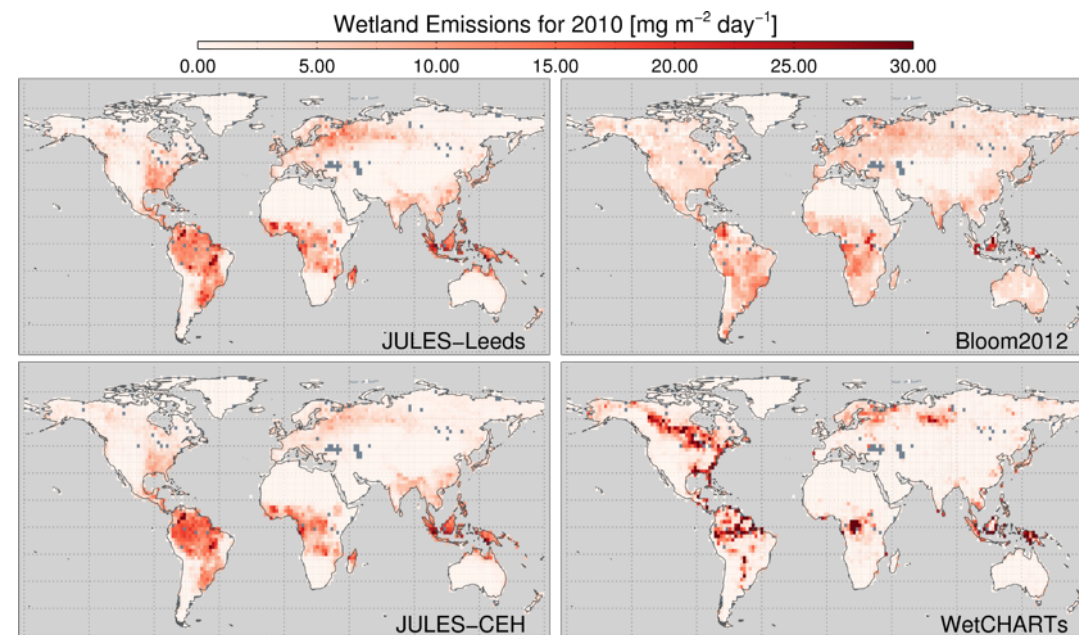 Wetland Emissions for 2010 [mg m⁻² day⁻¹]
0.00 5.00 10.00 15.00 20.00 25.00 30.00
JULES−Leeds
Bloom2012
JULES−CEH
WetCHARTs